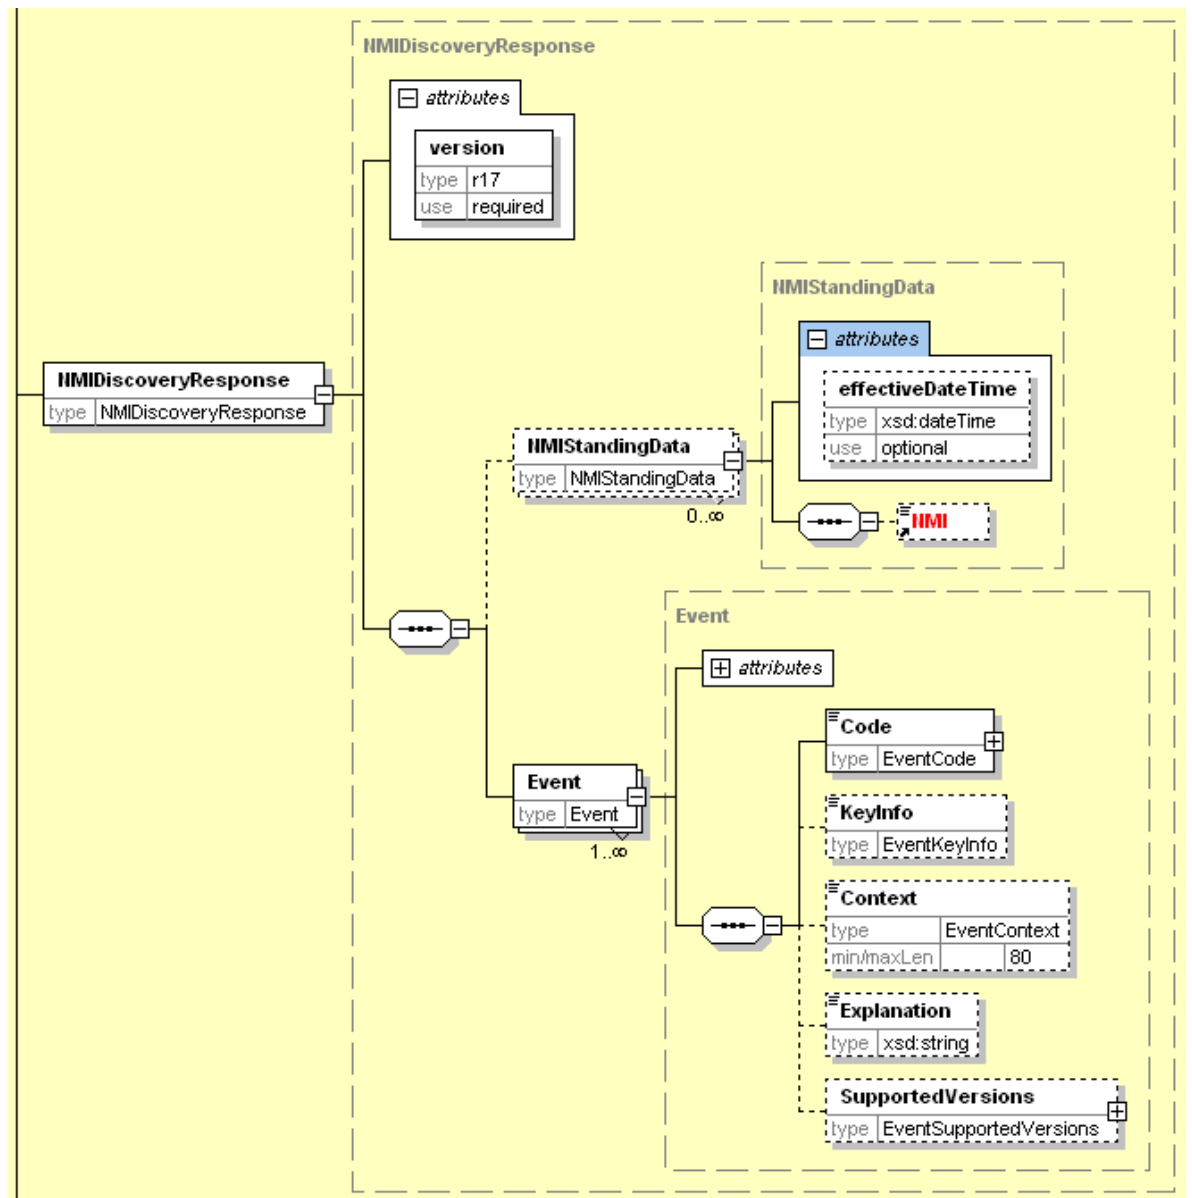 NMIDiscoveryResponse
attributes
version
type r17
use required
NMIStandingData
attributes
effectiveDateTime
type xsd:dateTime
use optional
NMIDiscoveryResponse
type NMIDiscoveryResponse
NMIStandingData
type NMIStandingData
0..∞
NMI
Event
attributes
Code
type EventCode
Event
type Event
1..∞
KeyInfo
type EventKeyInfo
Context
type EventContext
min/maxLen 80
Explanation
type xsd:string
SupportedVersions
type EventSupportedVersions